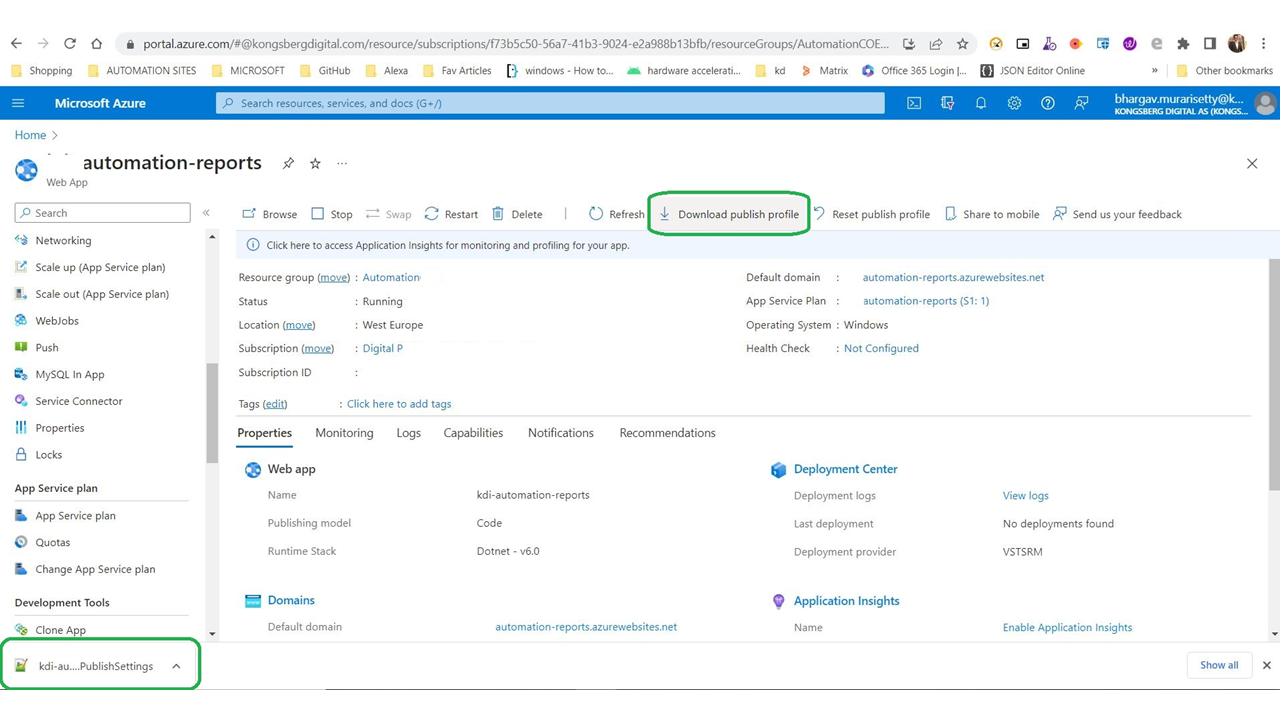 portal.azure.com/#@kongsbergdigital.com/resource/subscriptions/f73b5c50-56a7-41b3-9024-e2a988b13bfb/resourceGroups/AutomationCOE...
Shopping AUTOMATION SITES MICROSOFT GitHub Alexa Fav Articles windows - How to... hardware accelerati... kd Matrix Office 365 Login |... JSON Editor Online » Other bookmarks
Microsoft Azure Search resources, services, and docs (G+/) bhargav.murarisetty@k...
KONGSBERG DIGITAL AS (KONGS...
Home >
automation-reports ...
Web App
Search « Browse Stop Swap Restart Delete Refresh Download publish profile Reset publish profile Share to mobile Send us your feedback
Networking
Scale up (App Service plan)
Scale out (App Service plan)
WebJobs
Push
MySQL In App
Service Connector
Properties
Locks
App Service plan
App Service plan
Quotas
Change App Service plan
Development Tools
Clone App
Click here to access Application Insights for monitoring and profiling for your app.
Resource group (move) : Automation
Status : Running
Location (move) : West Europe
Subscription (move) : Digital P
Subscription ID :
Tags (edit) : Click here to add tags
Default domain : automation-reports.azurewebsites.net
App Service Plan : automation-reports (S1: 1)
Operating System : Windows
Health Check : Not Configured
Properties Monitoring Logs Capabilities Notifications Recommendations
Web app
Name kdi-automation-reports
Publishing model Code
Runtime Stack Dotnet - v6.0
Domains
Default domain automation-reports.azurewebsites.net
Deployment Center
Deployment logs View logs
Last deployment No deployments found
Deployment provider VSTSRM
Application Insights
Name Enable Application Insights
kdi-au....PublishSettings Show all